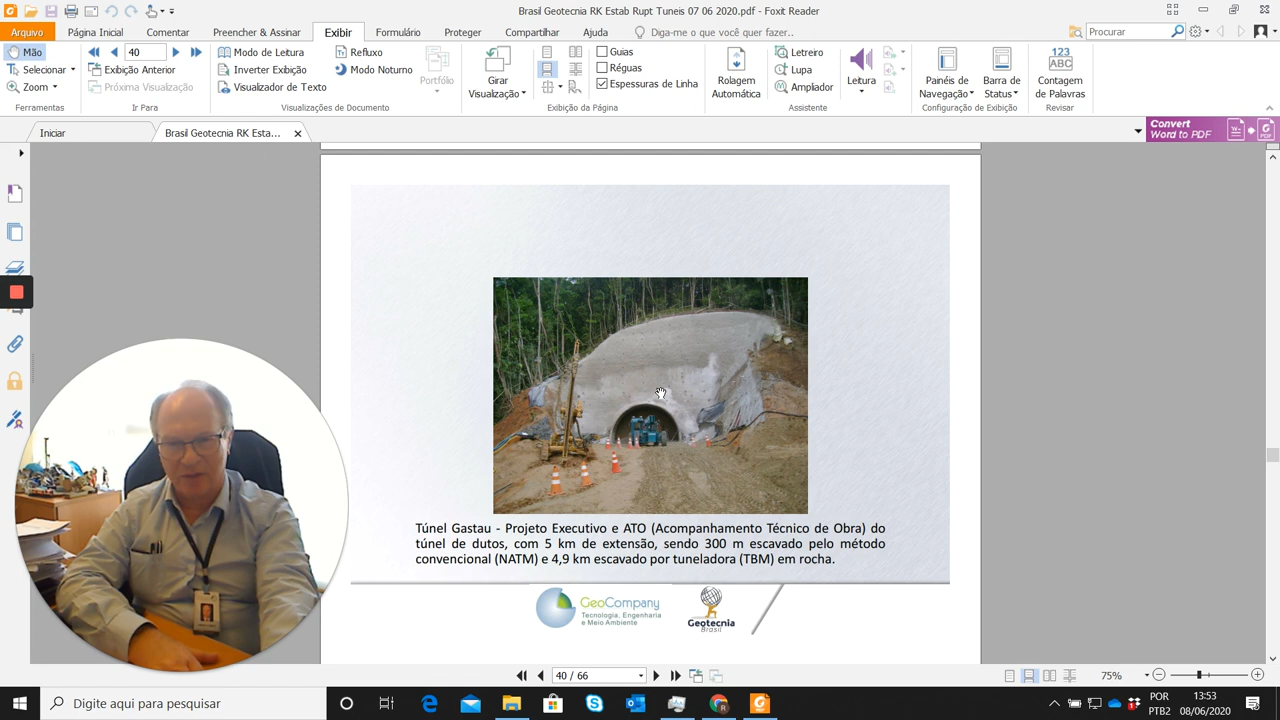 Brasil Geotecnia RK Estab Rupt Tuneis 07 06 2020.pdf - Foxit Reader
Arquivo Página Inicial Comentar Preencher & Assinar Exibir Formulário Proteger Compartilhar Ajuda Diga-me o que você quer fazer.. Procurar
Mão 40 Modo de Leitura Refluxo Guias Letreiro 123 ABC
Selecionar Exibição Anterior Inverter Exibição Modo Noturno Réguas Lupa
Zoom Próxima Visualização Visualizador de Texto Portfólio Espessuras de Linha Ampliador
Girar Visualização Rolagem Automática Leitura Painéis de Navegação Barra de Status Contagem de Palavras
Ferramentas Ir Para Visualizações de Documento Exibição da Página Assistente Configuração de Exibição Revisar
Iniciar Brasil Geotecnia RK Esta...
Convert
Word to PDF
PDF
Túnel Gastau - Projeto Executivo e ATO (Acompanhamento Técnico de Obra) do
túnel de dutos, com 5 km de extensão, sendo 300 m escavado pelo método
convencional (NATM) e 4,9 km escavado por tuneladora (TBM) em rocha.
GeoCompany
Tecnologia, Engenharia
e Meio Ambiente
Geotecnia
Brasil
40 / 66 75%
Digite aqui para pesquisar
POR
PTB2
13:53
08/06/2020